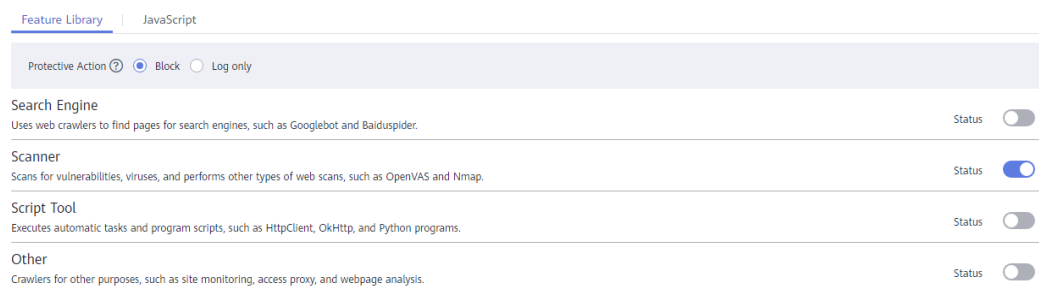 Feature Library JavaScript
Protective Action ? Block Log only
Search Engine
Uses web crawlers to find pages for search engines, such as Googlebot and Baiduspider.
Status
Scanner
Scans for vulnerabilities, viruses, and performs other types of web scans, such as OpenVAS and Nmap.
Status
Script Tool
Executes automatic tasks and program scripts, such as HttpClient, OkHttp, and Python programs.
Status
Other
Crawlers for other purposes, such as site monitoring, access proxy, and webpage analysis.
Status